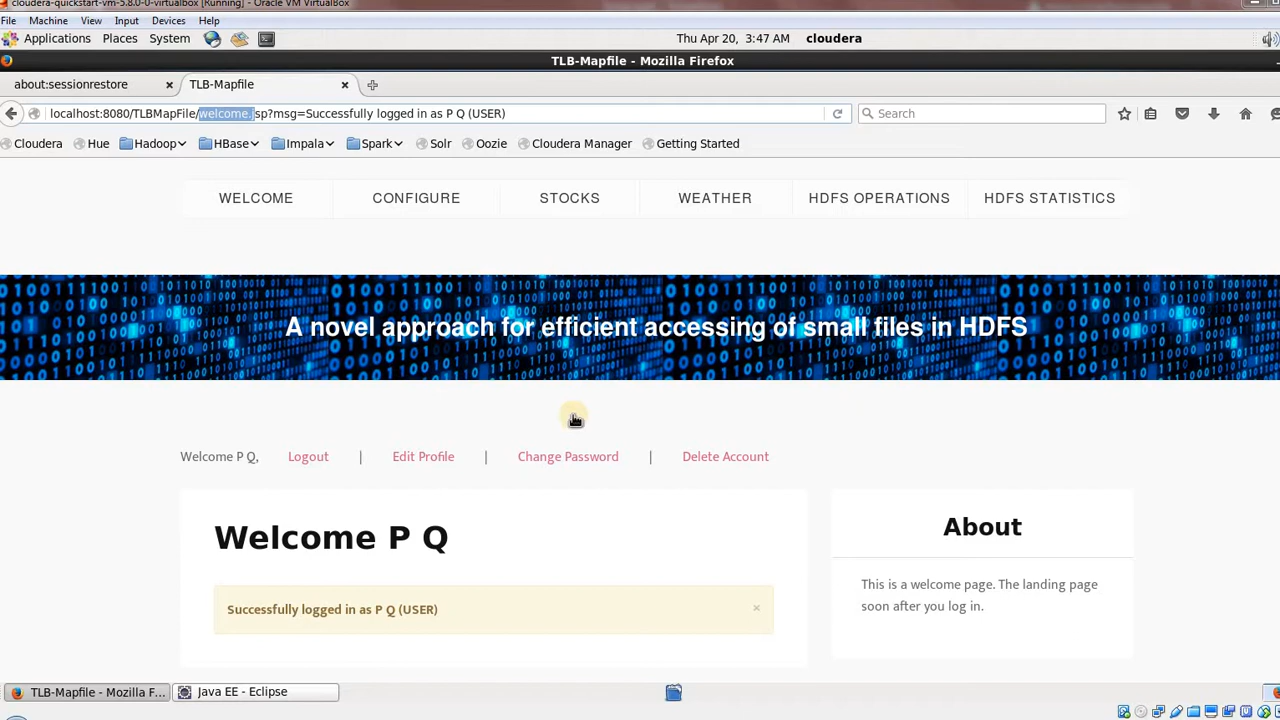 cloudera-quickstart-vm-5.8.0-0-virtualbox [Running] - Oracle VM VirtualBox
File Machine View Input Devices Help
Applications Places System Thu Apr 20, 3:47 AM cloudera
TLB-Mapfile - Mozilla Firefox
about:sessionrestore × TLB-Mapfile ×
localhost:8080/TLBMapFile/welcome.jsp?msg=Successfully logged in as P Q (USER) Search
Cloudera Hue Hadoop HBase Impala Spark Solr Oozie Cloudera Manager Getting Started
WELCOME CONFIGURE STOCKS WEATHER HDFS OPERATIONS HDFS STATISTICS
A novel approach for efficient accessing of small files in HDFS
Welcome P Q, Logout | Edit Profile | Change Password | Delete Account
Welcome P Q
Successfully logged in as P Q (USER) ×
About
This is a welcome page. The landing page
soon after you log in.
TLB-Mapfile - Mozilla F... Java EE - Eclipse